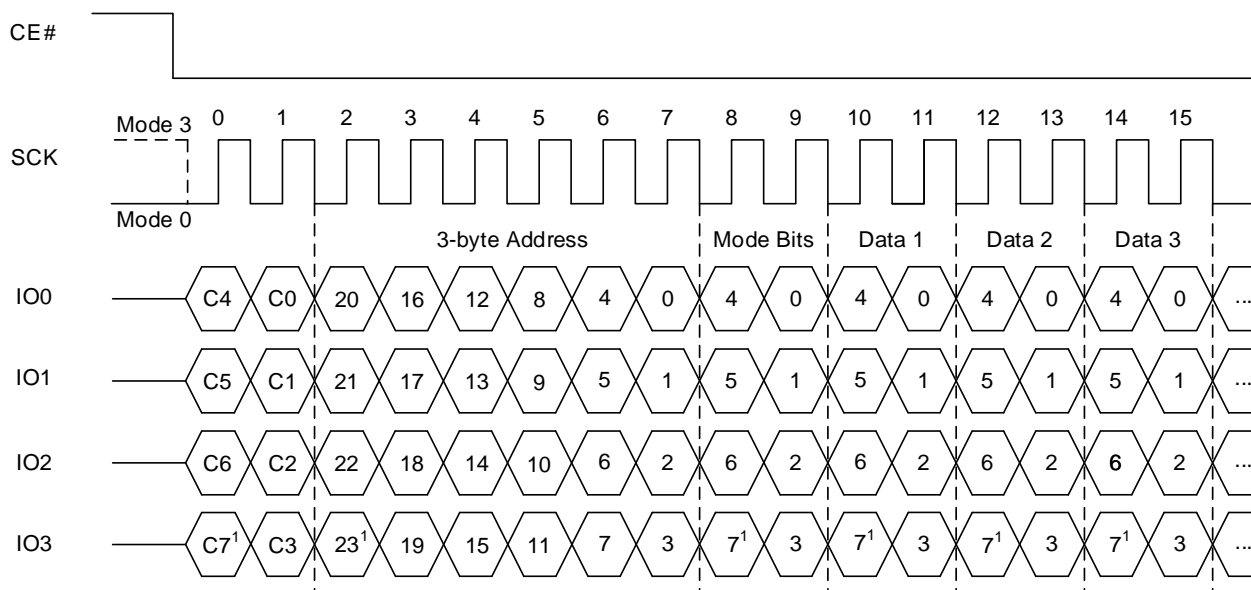 CE#
0 1 2 3 4 5 6 7 8 9 10 11 12 13 14 15
Mode 3
SCK
Mode 0
3-byte Address Mode Bits Data 1 Data 2 Data 3
IO0 C4 C0 20 16 12 8 4 0 4 0 4 0 4 0 4 0 ...
IO1 C5 C1 21 17 13 9 5 1 5 1 5 1 5 1 5 1 ...
IO2 C6 C2 22 18 14 10 6 2 6 2 6 2 6 2 6 2 ...
IO3 C7¹ C3 23¹ 19 15 11 7 3 7¹ 3 7¹ 3 7¹ 3 7¹ 3 ...